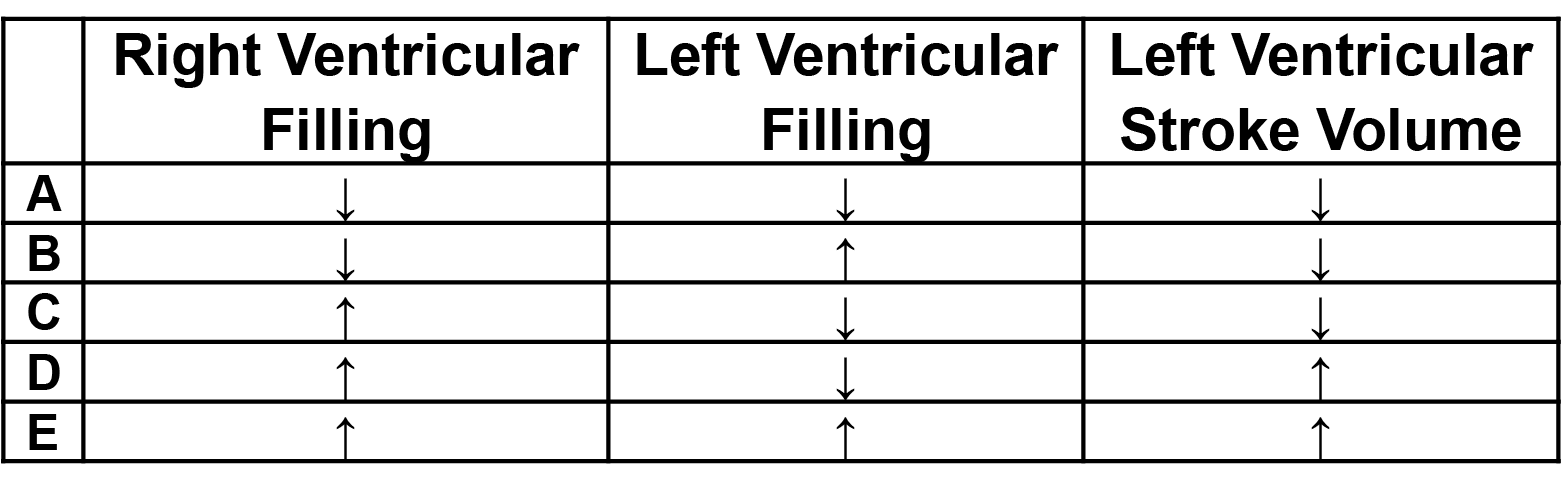 Right Ventricular Filling Left Ventricular Filling Left Ventricular Stroke Volume
A ↓ ↓ ↓
B ↓ ↑ ↓
C ↑ ↓ ↓
D ↑ ↓ ↑
E ↑ ↑ ↑